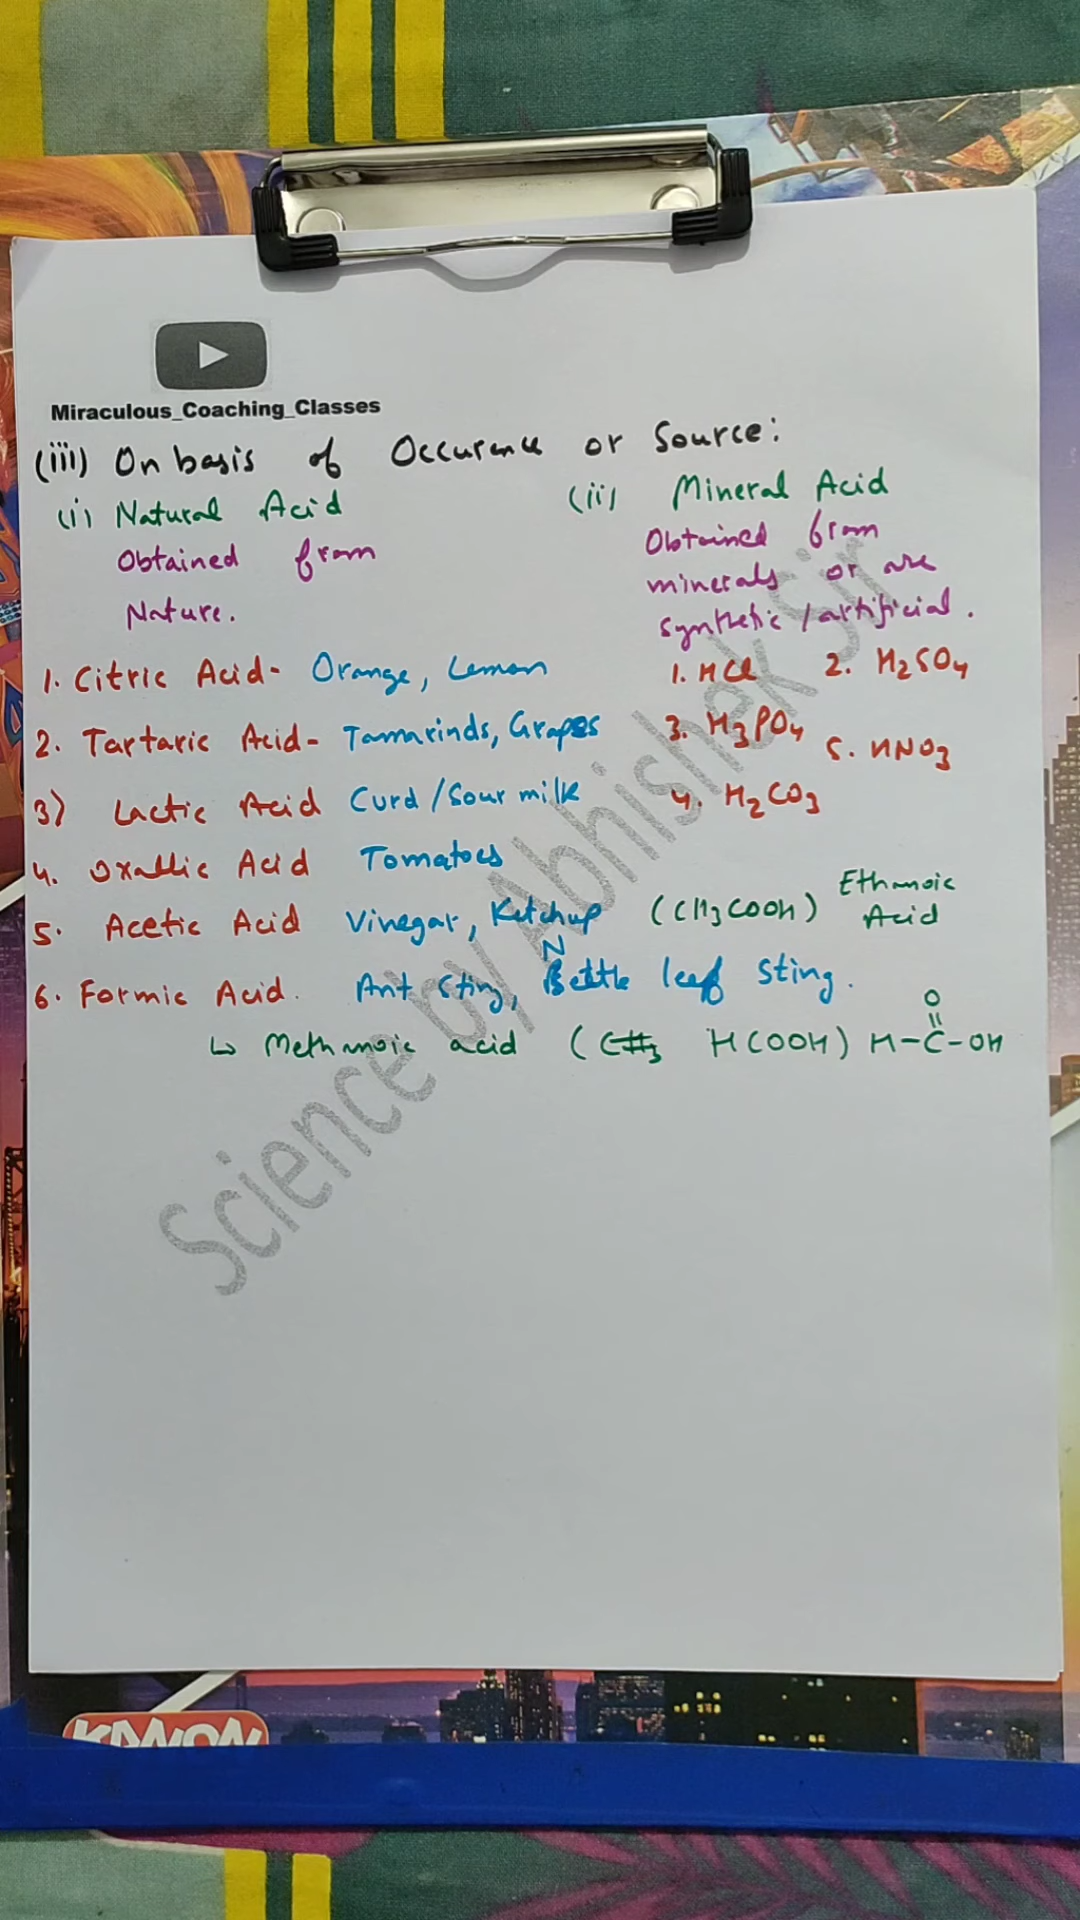 Miraculous_Coaching_Classes
(iii) On basis of Occurence or Source:
(i) Natural Acid
Obtained from
Nature.
(ii) Mineral Acid
Obtained from
minerals or are
synthetic / artificial.
1. Citric Acid- Orange, Lemon
2. Tartaric Acid- Tamarinds, Grapes
3) Lactic Acid Curd/Sour milk
4. Oxallic Acid Tomatoes
5. Acetic Acid Vinegar, Ketchup (CH3COOH) Ethanoic Acid
6. Formic Acid. Ant sting, Nettle leef sting.
↳ Methanoic acid (CH3 HCOOH) H-C-OH
O
1. HCl 2. H2SO4
3. H3PO4
5. HNO3
4. H2CO3
Science by Abhishek Sir
KANON